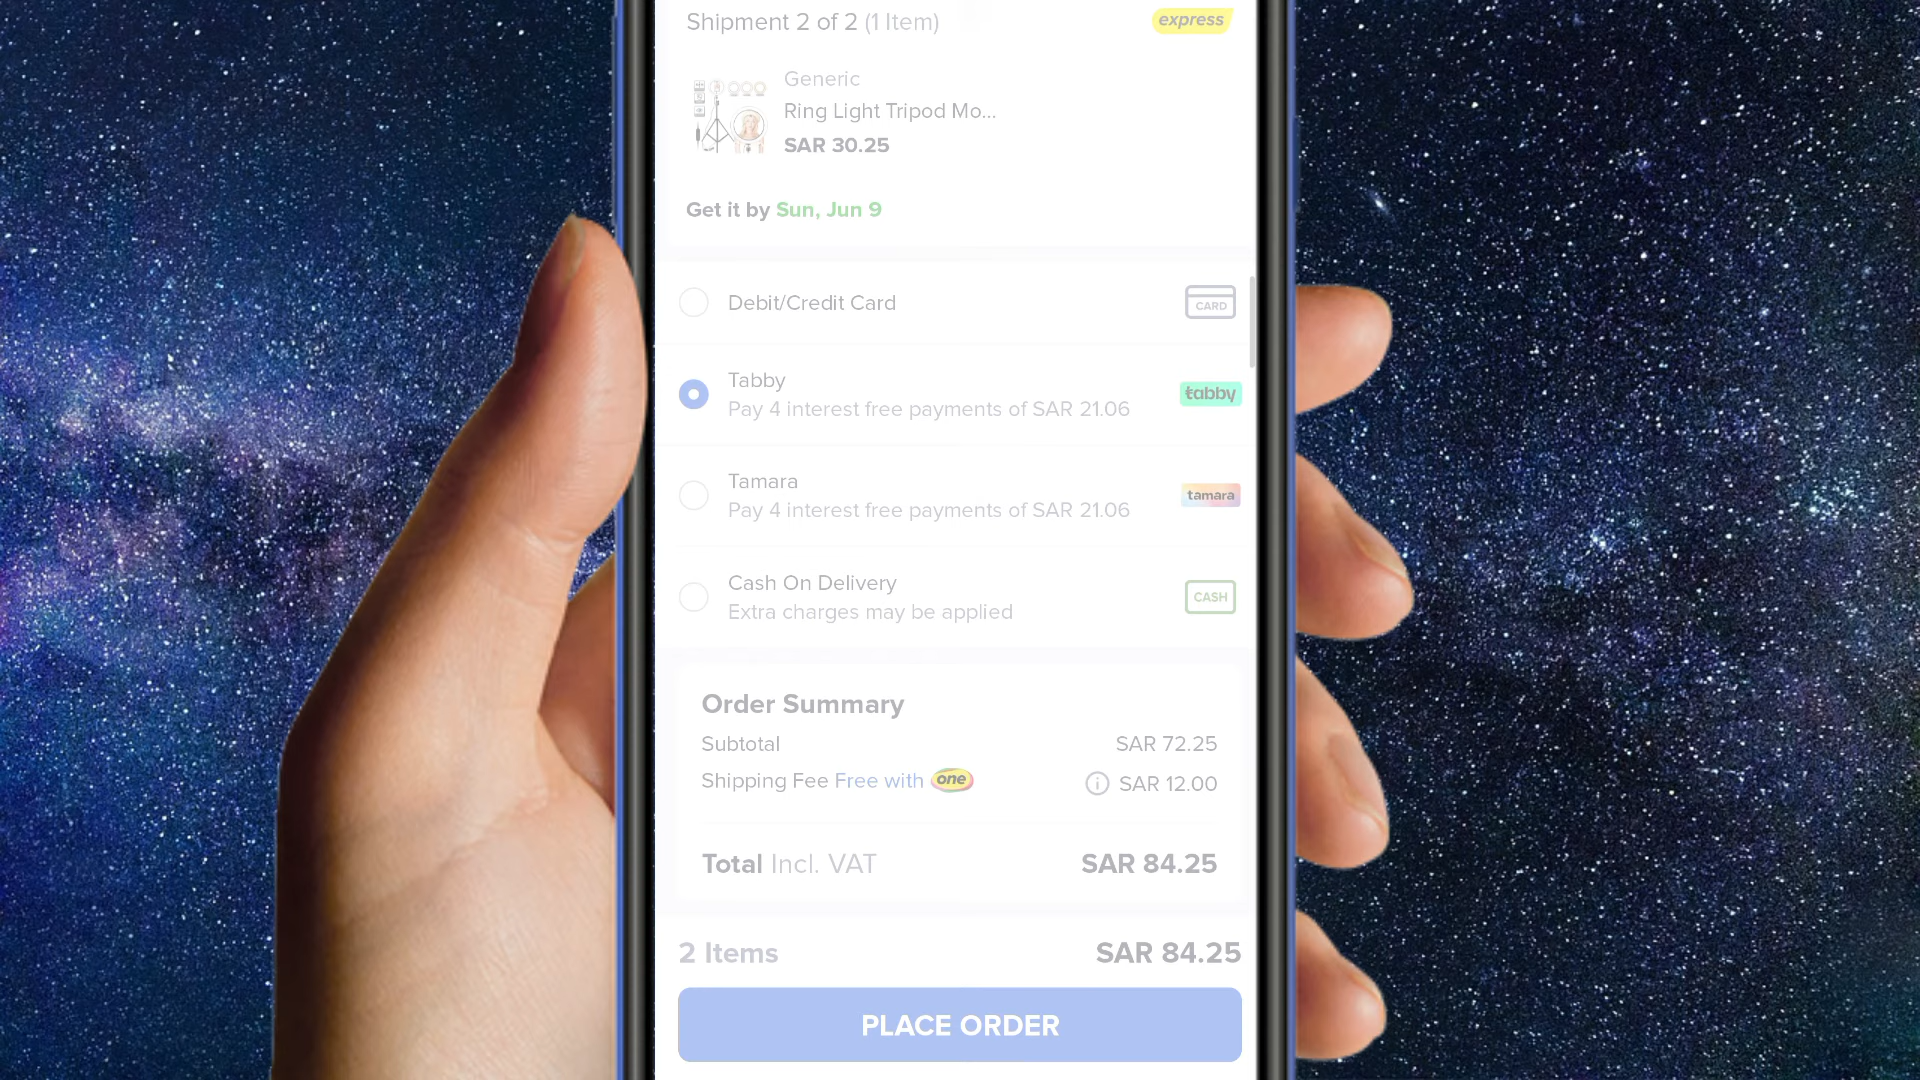 Shipment 2 of 2 (1 Item)
express
Generic
Ring Light Tripod Mo...
SAR 30.25
Get it by Sun, Jun 9
Debit/Credit Card
CARD
Tabby
Pay 4 interest free payments of SAR 21.06
tabby
Tamara
Pay 4 interest free payments of SAR 21.06
tamara
Cash On Delivery
Extra charges may be applied
CASH
Order Summary
Subtotal SAR 72.25
Shipping Fee Free with one SAR 12.00
Total Incl. VAT SAR 84.25
2 Items SAR 84.25
PLACE ORDER